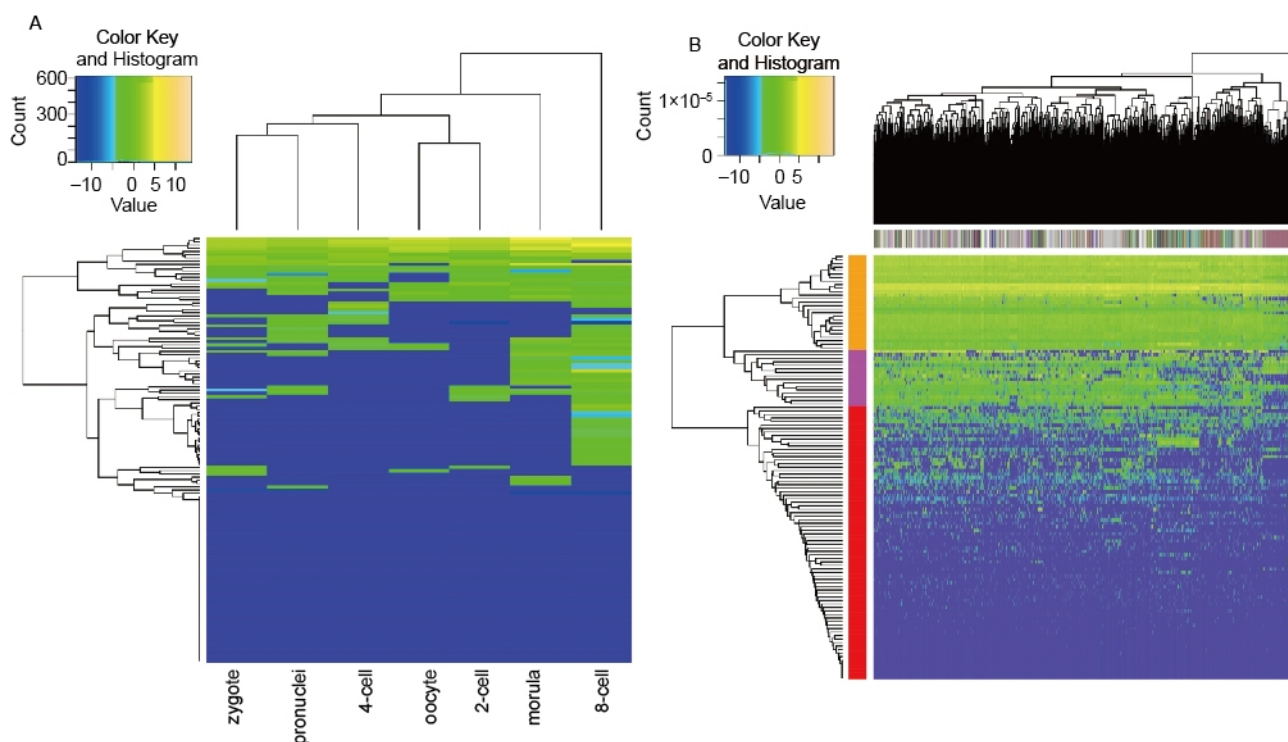 A
Color Key
and Histogram
600
300
0
Count
−10 0 5 10
Value
zygote
pronuclei
4-cell
oocyte
2-cell
morula
8-cell
B
Color Key
and Histogram
1×10⁻⁵
0
Count
−10 0 5
Value